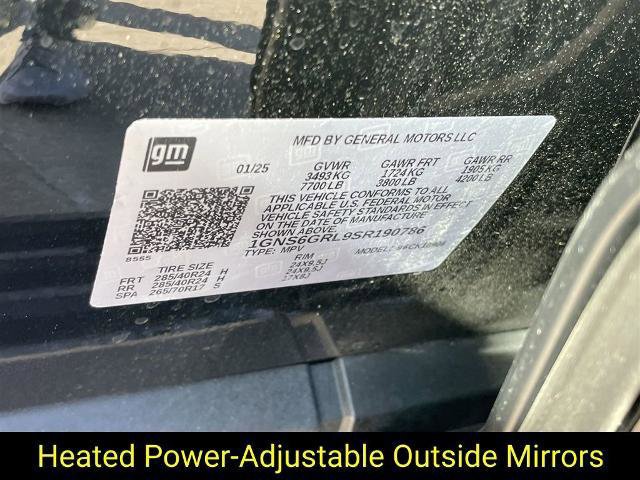 gm
MFD BY GENERAL MOTORS LLC
01/25 GVWR GAWR FRT GAWR RR
3493 KG 1724 KG 1905 KG
7700 LB 3800 LB 4200 LB
THIS VEHICLE CONFORMS TO ALL
APPLICABLE U.S. FEDERAL MOTOR
VEHICLE SAFETY STANDARDS IN
EFFECT ON THE DATE OF MANUFACTURE
SHOWN ABOVE.
1GNS6GRL9SR190786
8565
TYPE: MPV MODEL:
TIRE SIZE RIM
FRT 285/40R24 H 24X9.5J
RR 285/40R24 H 24X9.5J
SPA 265/70R17 S 17X8J
Heated Power-Adjustable Outside Mirrors